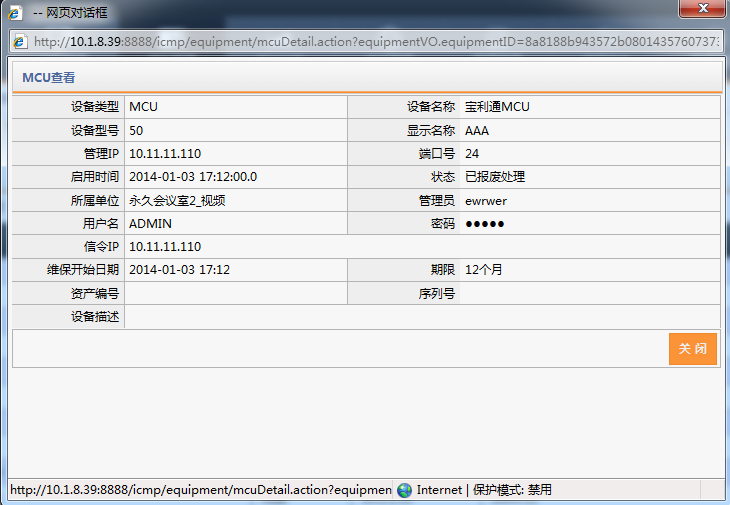 -- 网页对话框
http://10.1.8.39:8888/icmp/equipment/mcuDetail.action?equipmentVO.equipmentID=8a8188b943572b0801435760737
MCU查看
设备类型 MCU 设备名称 宝利通MCU
设备型号 50 显示名称 AAA
管理IP 10.11.11.110 端口号 24
启用时间 2014-01-03 17:12:00.0 状态 已报废处理
所属单位 永久会议室2_视频 管理员 ewrwer
用户名 ADMIN 密码 ●●●●●
信令IP 10.11.11.110
维保开始日期 2014-01-03 17:12 期限 12个月
资产编号 序列号
设备描述
关 闭
http://10.1.8.39:8888/icmp/equipment/mcuDetail.action?equipmen Internet | 保护模式: 禁用